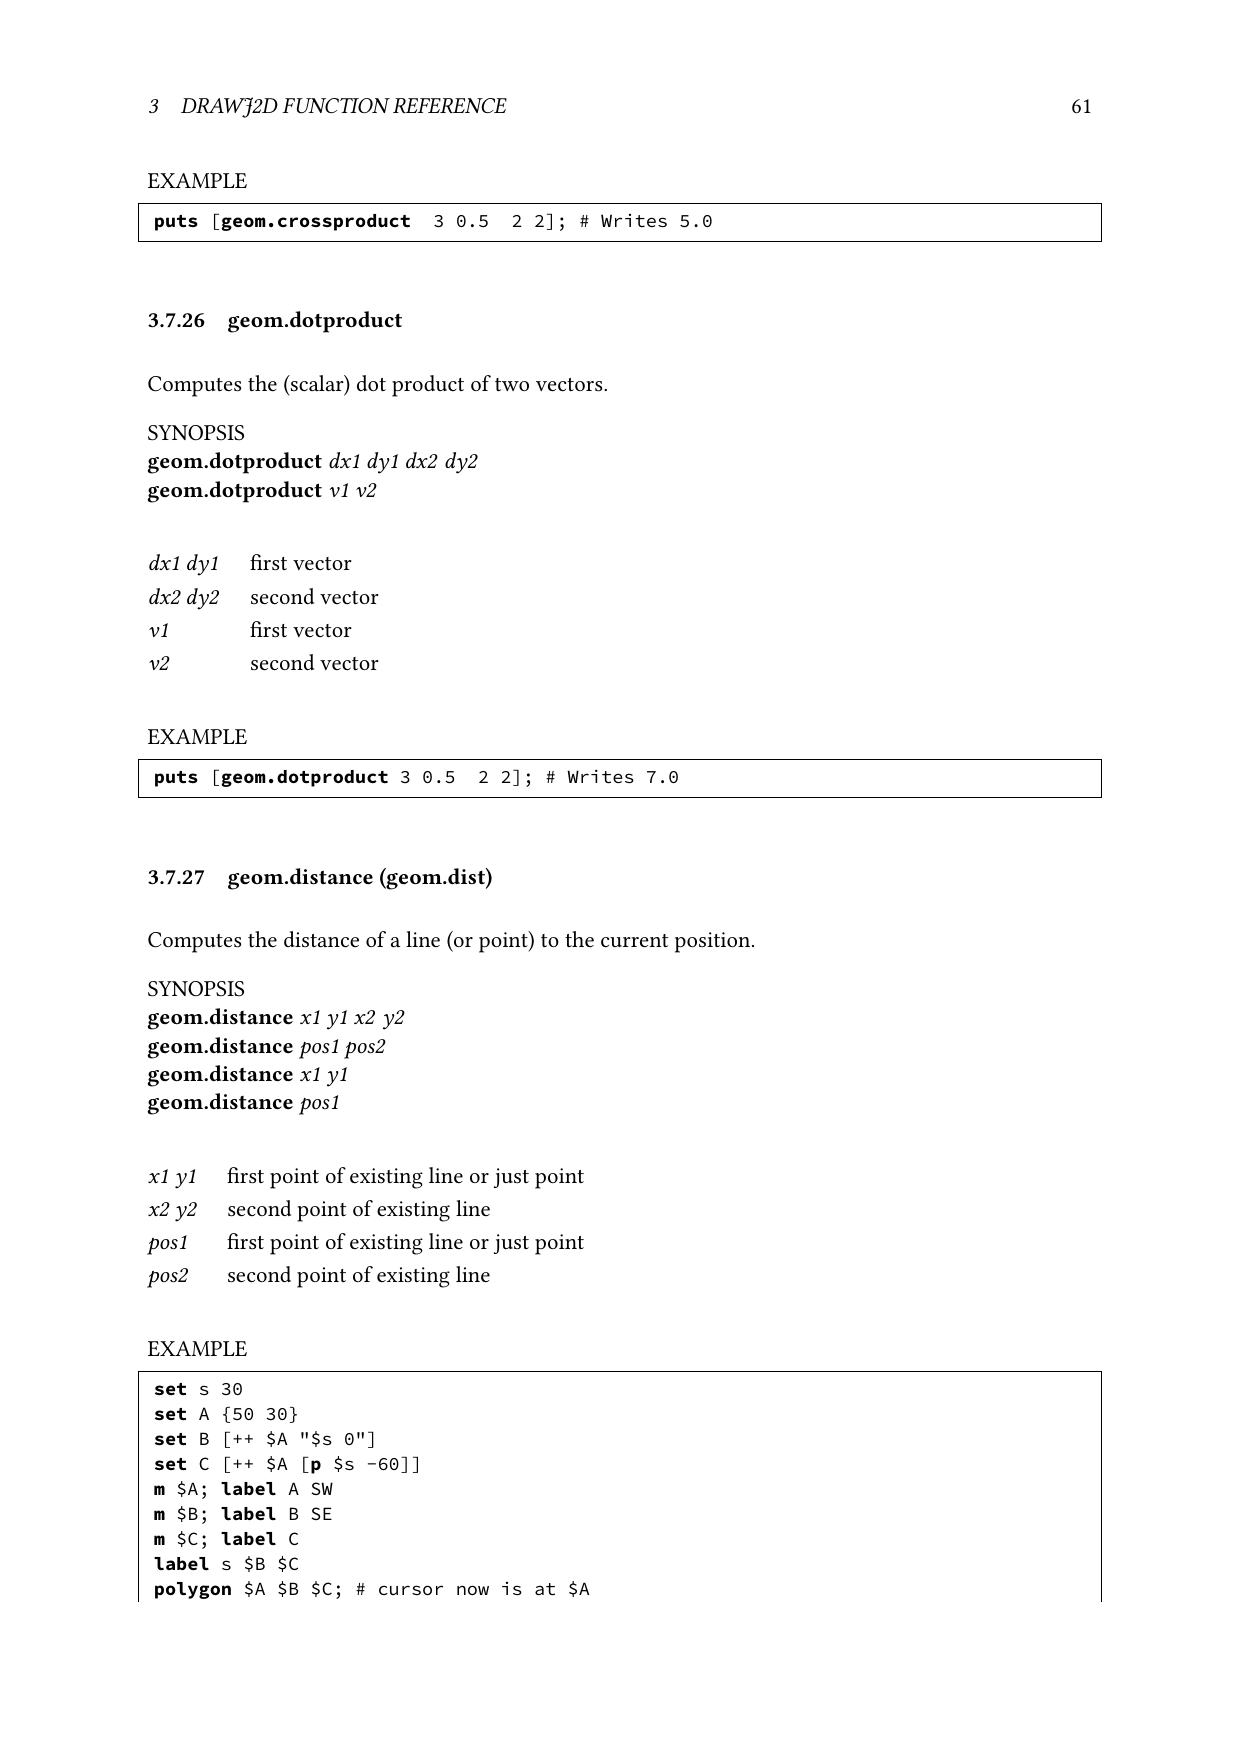 3 DRAWJ2D FUNCTION REFERENCE 61
EXAMPLE
puts [geom.crossproduct  3 0.5  2 2]; # Writes 5.0
3.7.26 geom.dotproduct
Computes the (scalar) dot product of two vectors.
SYNOPSIS
geom.dotproduct dx1 dy1 dx2 dy2
geom.dotproduct v1 v2
dx1 dy1 first vector
dx2 dy2 second vector
v1 first vector
v2 second vector
EXAMPLE
puts [geom.dotproduct 3 0.5  2 2]; # Writes 7.0
3.7.27 geom.distance (geom.dist)
Computes the distance of a line (or point) to the current position.
SYNOPSIS
geom.distance x1 y1 x2 y2
geom.distance pos1 pos2
geom.distance x1 y1
geom.distance pos1
x1 y1 first point of existing line or just point
x2 y2 second point of existing line
pos1 first point of existing line or just point
pos2 second point of existing line
EXAMPLE
set s 30
set A {50 30}
set B [++ $A "$s 0"]
set C [++ $A [p $s -60]]
m $A; label A SW
m $B; label B SE
m $C; label C
label s $B $C
polygon $A $B $C; # cursor now is at $A